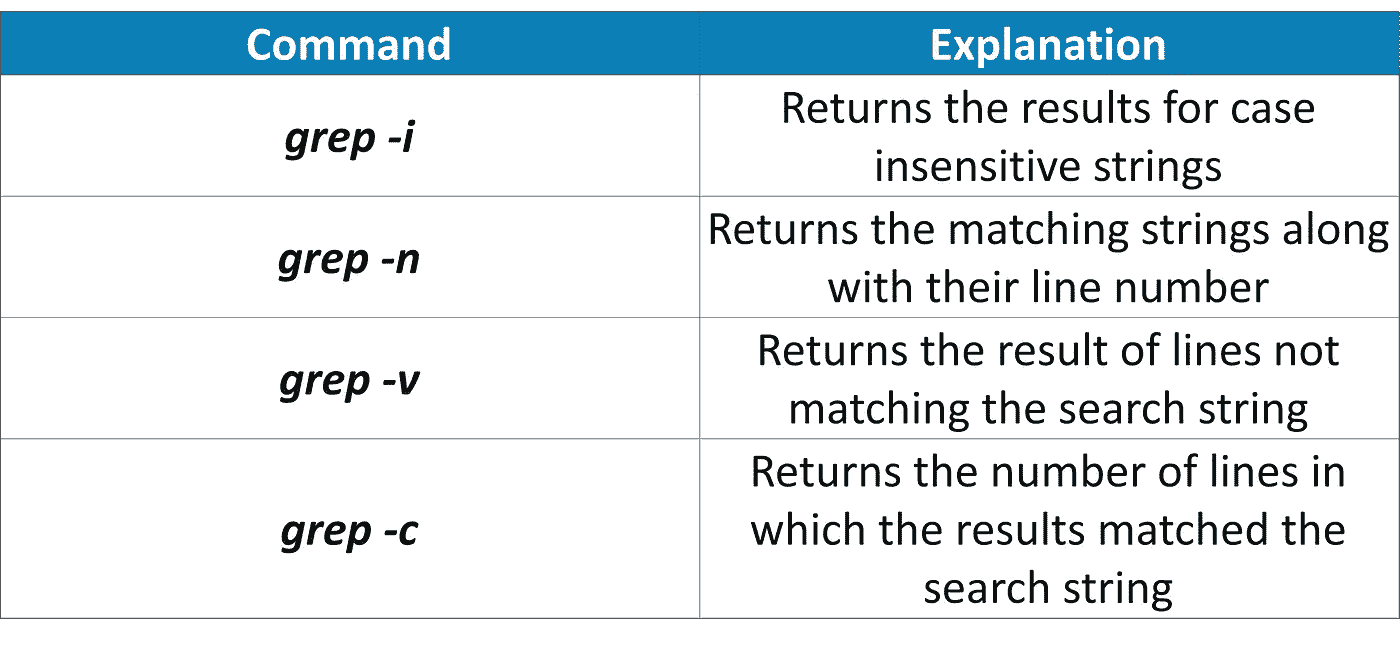 Command
Explanation
grep -i
Returns the results for case
insensitive strings
grep -n
Returns the matching strings along
with their line number
grep -v
Returns the result of lines not
matching the search string
grep -c
Returns the number of lines in
which the results matched the
search string